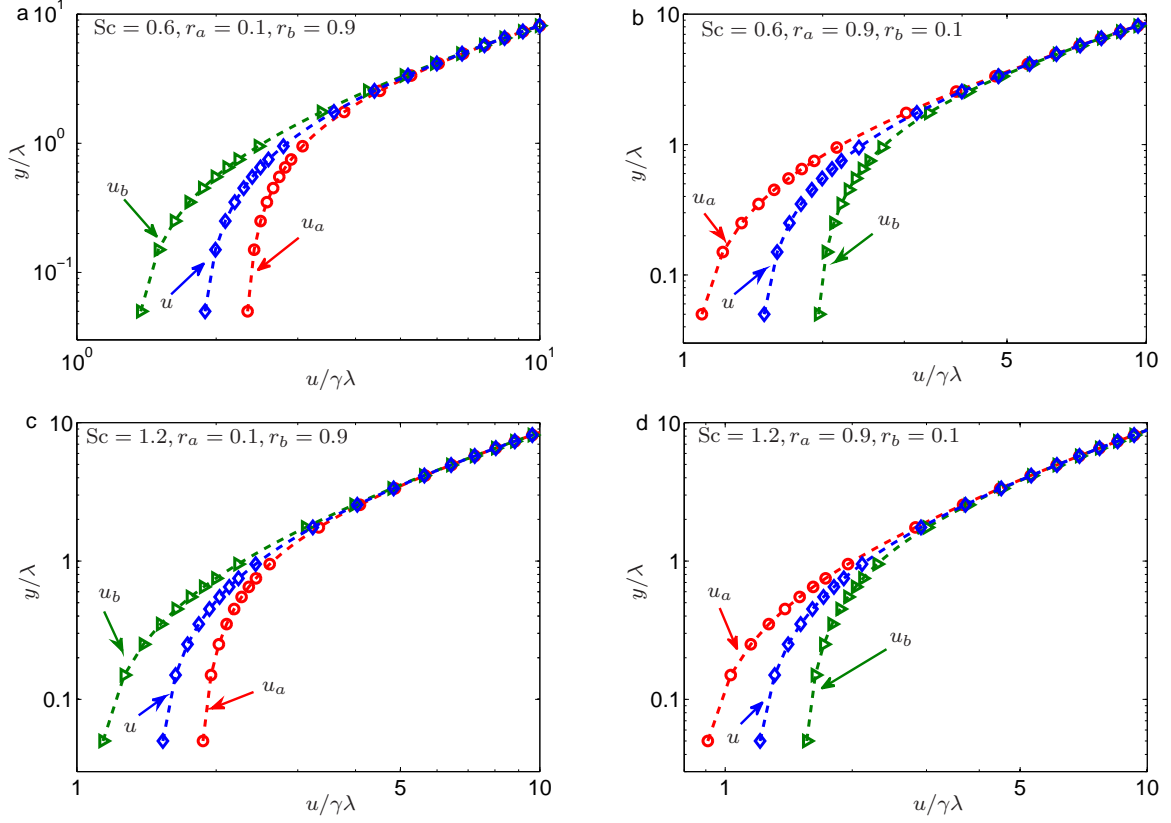 a
Sc = 0.6, r_a = 0.1, r_b = 0.9
10^1
10^0
10^{-1}
y/λ
u_b
u
u_a
10^0
10^1
u/γλ
b
Sc = 0.6, r_a = 0.9, r_b = 0.1
10
1
0.1
y/λ
u_a
u
u_b
1
5
10
u/γλ
c
Sc = 1.2, r_a = 0.1, r_b = 0.9
10
1
0.1
y/λ
u_b
u
u_a
1
5
10
u/γλ
d
Sc = 1.2, r_a = 0.9, r_b = 0.1
10
1
0.1
y/λ
u_a
u
u_b
1
5
10
u/γλ